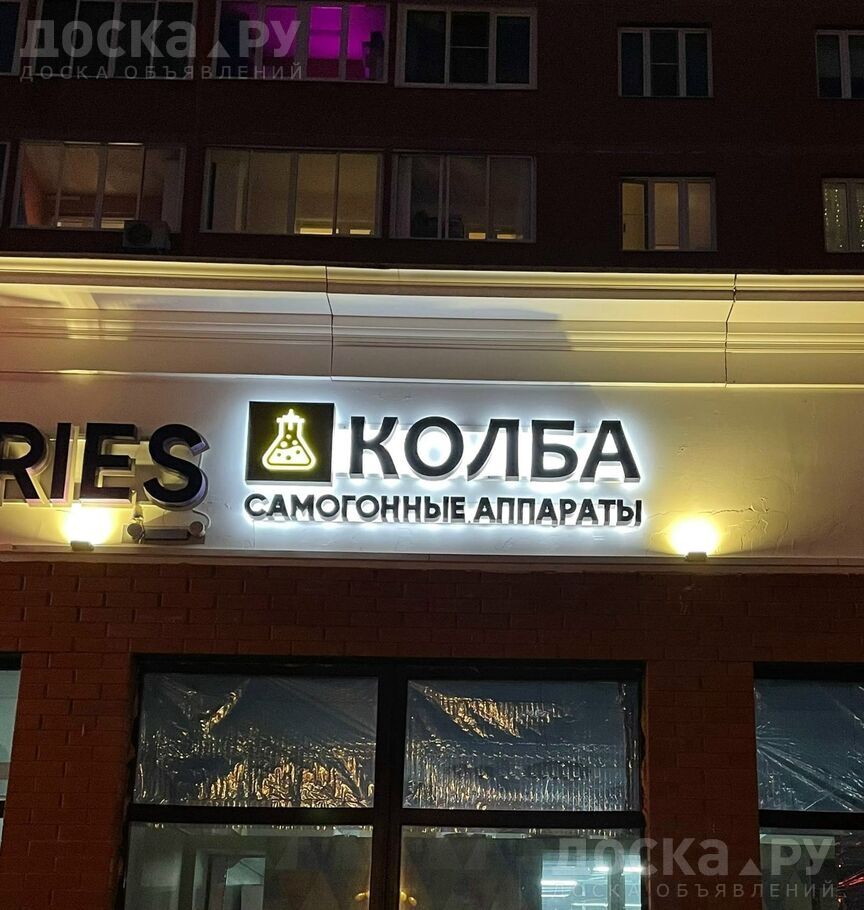 ДОСКА.РУ
ДОСКА ОБЪЯВЛЕНИЙ
RIES
КОЛБА
САМОГОННЫЕ АППАРАТЫ
ДОСКА.РУ
ДОСКА ОБЪЯВЛЕНИЙ